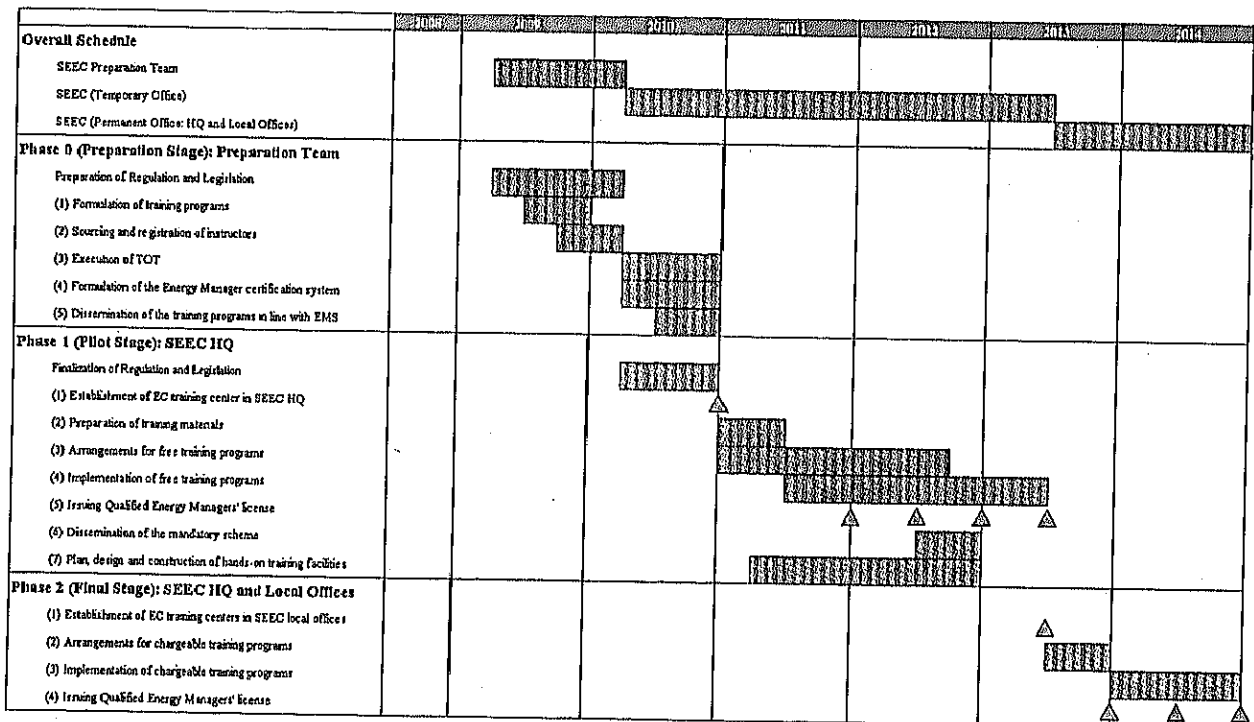 2008 2009 2010 2011 2012 2013 2014
Overall Schedule
SEEC Preparation Team
SEEC (Temporary Office)
SEEC (Permanent Office: HQ and Local Offices)
Phase 0 (Preparation Stage): Preparation Team
Preparation of Regulation and Legislation
(1) Formulation of training programs
(2) Sourcing and registration of instructors
(3) Execution of TOT
(4) Formulation of the Energy Manager certification system
(5) Dissemination of the training programs in line with EMS
Phase 1 (Pilot Stage): SEEC HQ
Finalization of Regulation and Legislation
(1) Establishment of EC training center in SEEC HQ
(2) Preparation of training materials
(3) Arrangements for free training programs
(4) Implementation of free training programs
(5) Issuing Qualified Energy Managers' license
(6) Dissemination of the mandatory schema
(7) Plan, design and construction of hands-on training facilities
Phase 2 (Final Stage): SEEC HQ and Local Offices
(1) Establishment of EC training centers in SEEC local offices
(2) Arrangements for chargeable training programs
(3) Implementation of chargeable training programs
(4) Issuing Qualified Energy Managers' license